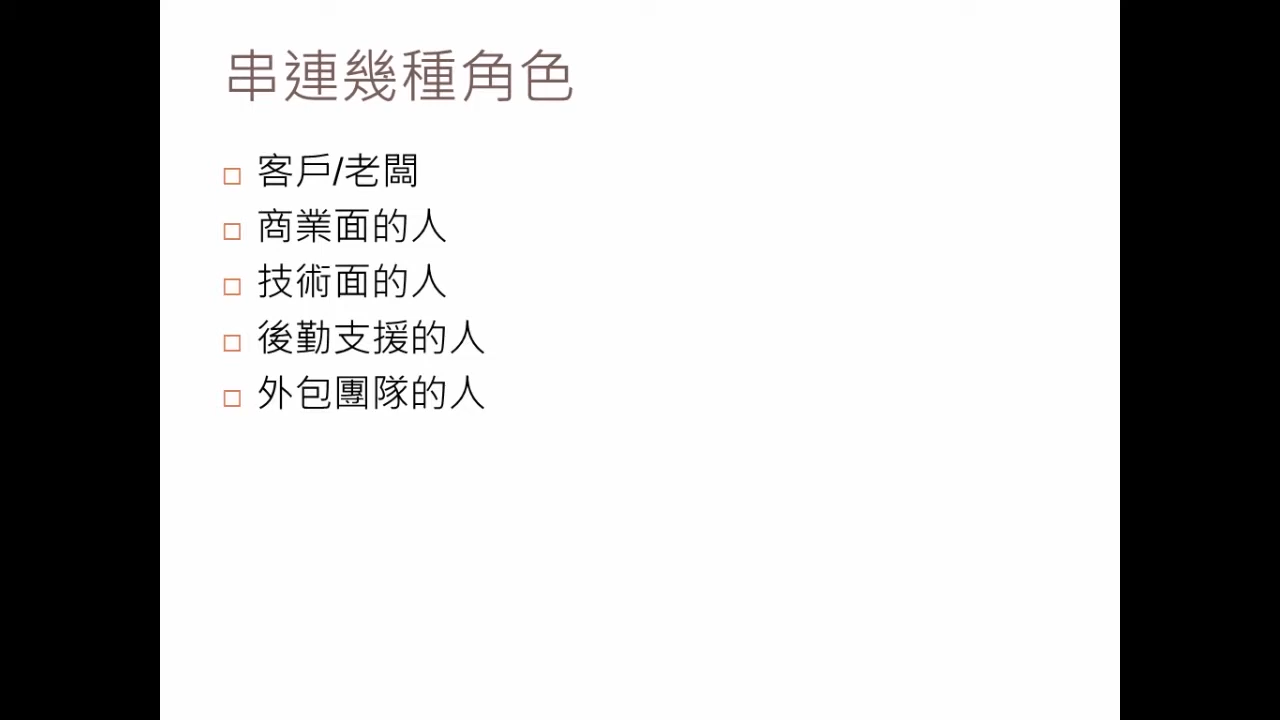 串連幾種角色
客戶/老闆
商業面的人
技術面的人
後勤支援的人
外包團隊的人